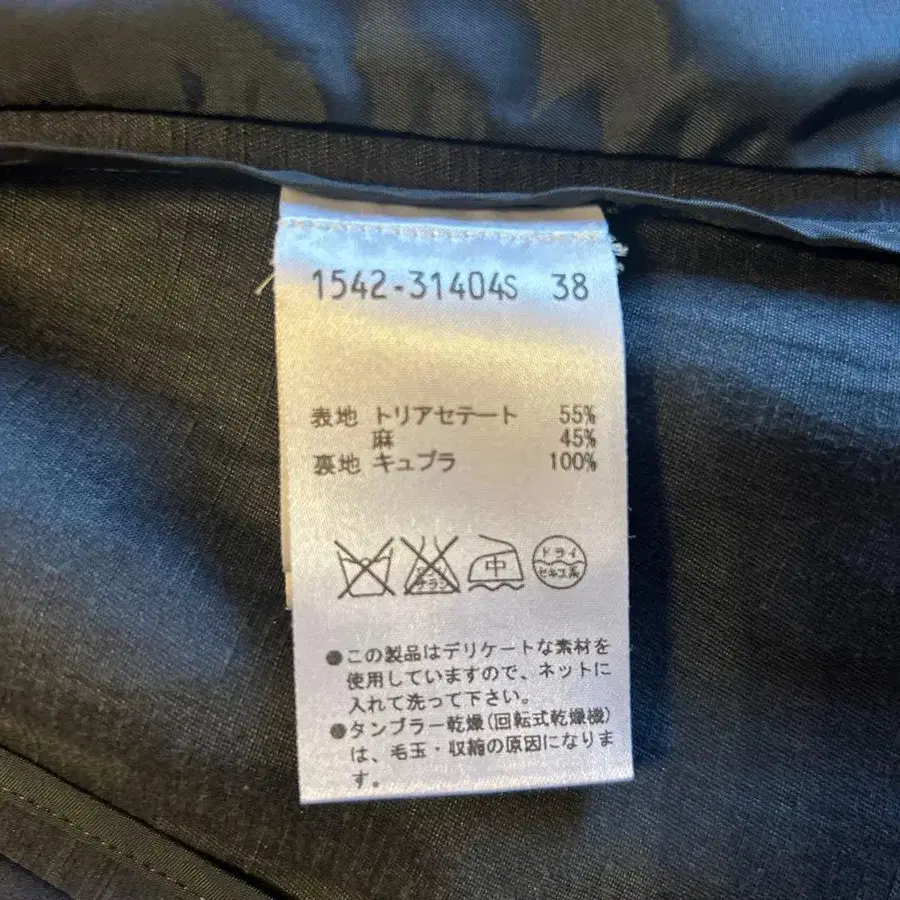 1542-31404S 38
表地 トリアセテート 55%
麻 45%
裏地 キュプラ 100%
中
ドライ
セキユ系
●この製品はデリケートな素材を
使用していますので、ネットに
入れて洗って下さい。
●タンブラー乾燥(回転式乾燥機)
は、毛玉・収縮の原因になりま
す。